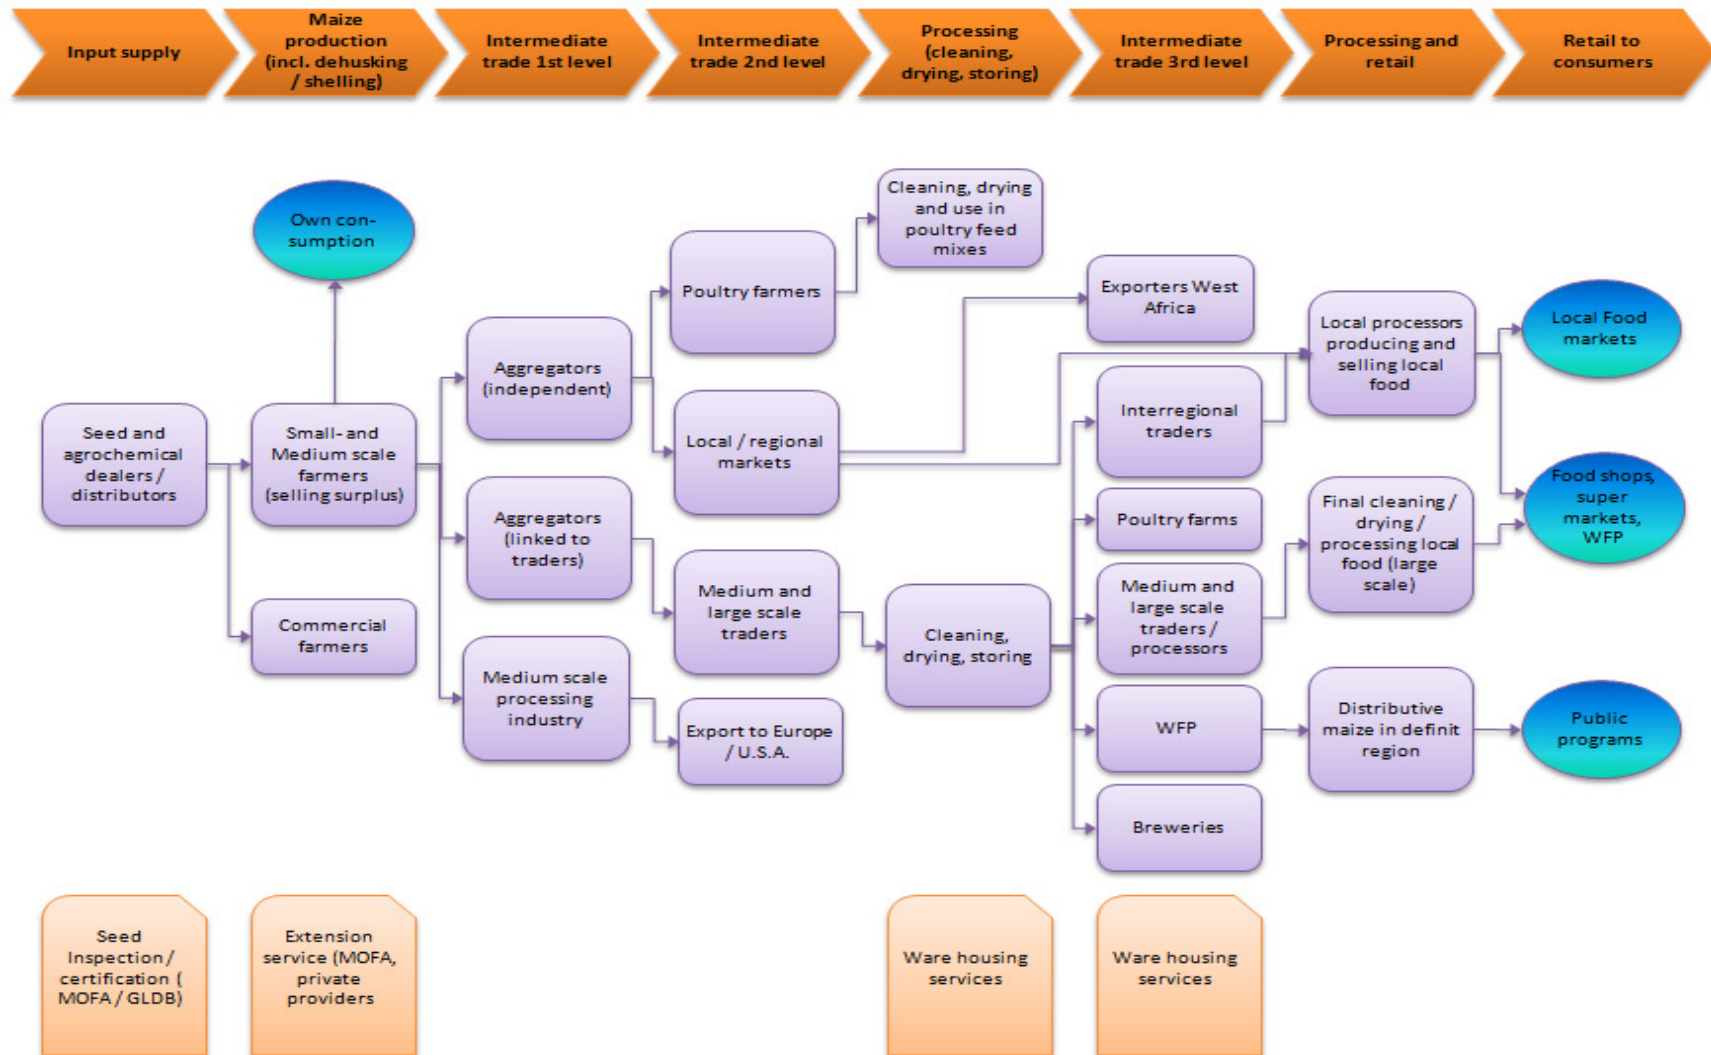 Input supply
Maize
production
(incl. dehusking
/ shelling)
Intermediate
trade 1st level
Intermediate
trade 2nd level
Processing
(cleaning,
drying, storing)
Intermediate
trade 3rd level
Processing and
retail
Retail to
consumers
Own con-
sumption
Cleaning, drying
and use in
poultry feed
mixes
Poultry farmers
Exporters West
Africa
Local processors
producing and
selling local
food
Local Food
markets
Aggregators
(independent)
Interregional
traders
Seed and
agrochemical
dealers /
distributors
Small- and
Medium scale
farmers
(selling surplus)
Local / regional
markets
Food shops,
super
markets,
WFP
Aggregators
(linked to
traders)
Poultry farms
Final cleaning /
drying /
processing local
food (large
scale)
Commercial
farmers
Medium and
large scale
traders
Cleaning,
drying, storing
Medium and
large scale
traders /
processors
Medium scale
processing
industry
Export to Europe
/ U.S.A.
WFP
Distributive
maize in definit
region
Public
programs
Breweries
Seed
Inspection /
certification (
MOFA / GLDB)
Extension
service (MOFA,
private
providers
Ware housing
services
Ware housing
services